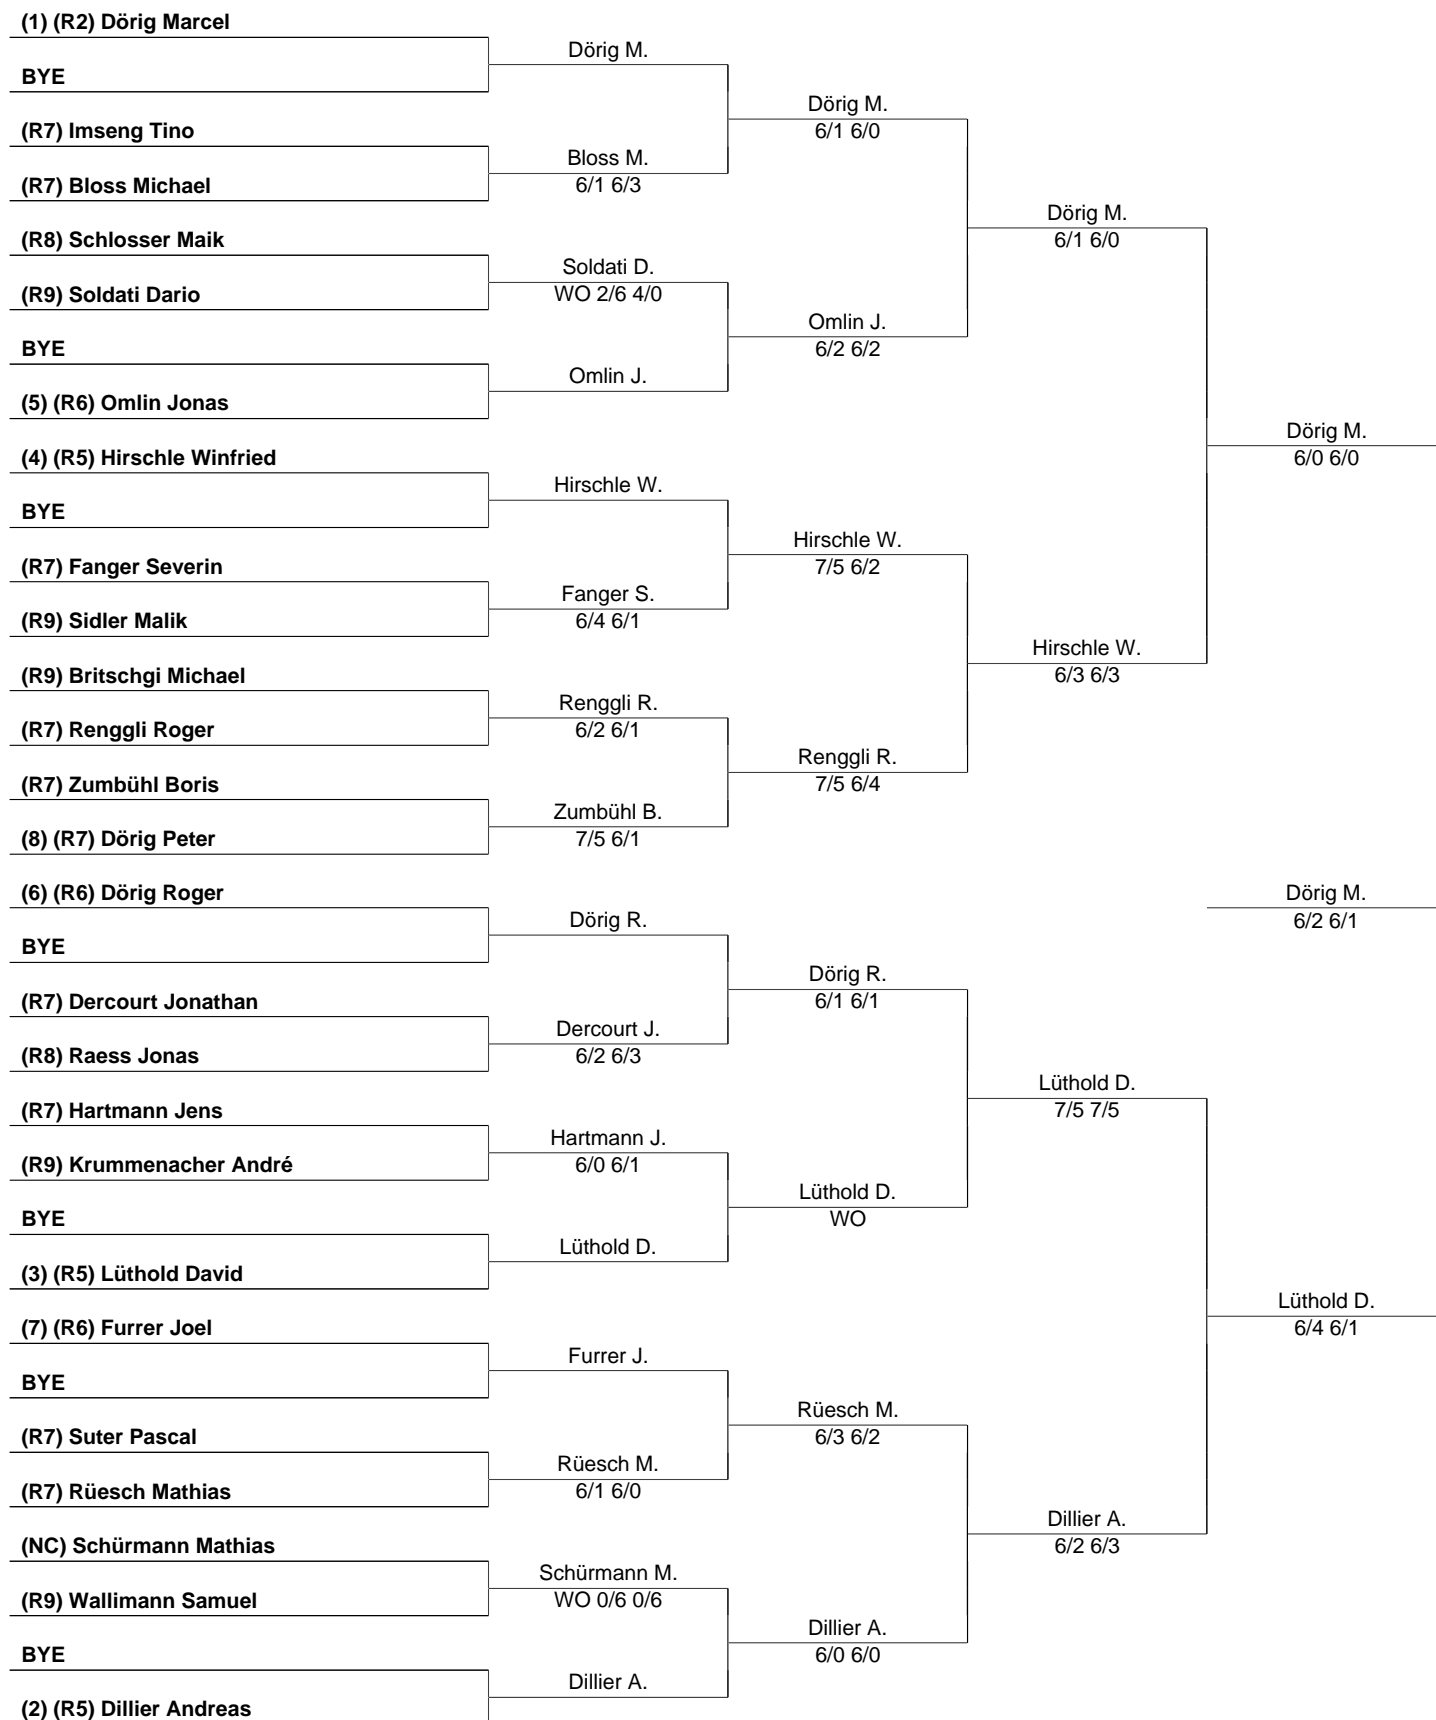 (1) (R2) Dörig Marcel
BYE
(R7) Imseng Tino
(R7) Bloss Michael
(R8) Schlosser Maik
(R9) Soldati Dario
BYE
(5) (R6) Omlin Jonas
(4) (R5) Hirschle Winfried
BYE
(R7) Fanger Severin
(R9) Sidler Malik
(R9) Britschgi Michael
(R7) Renggli Roger
(R7) Zumbühl Boris
(8) (R7) Dörig Peter
(6) (R6) Dörig Roger
BYE
(R7) Dercourt Jonathan
(R8) Raess Jonas
(R7) Hartmann Jens
(R9) Krummenacher André
BYE
(3) (R5) Lüthold David
(7) (R6) Furrer Joel
BYE
(R7) Suter Pascal
(R7) Rüesch Mathias
(NC) Schürmann Mathias
(R9) Wallimann Samuel
BYE
(2) (R5) Dillier Andreas
Dörig M.
Bloss M.
6/1 6/3
Soldati D.
WO 2/6 4/0
Omlin J.
Hirschle W.
Fanger S.
6/4 6/1
Renggli R.
6/2 6/1
Zumbühl B.
7/5 6/1
Dörig R.
Dercourt J.
6/2 6/3
Hartmann J.
6/0 6/1
Lüthold D.
Furrer J.
Rüesch M.
6/1 6/0
Schürmann M.
WO 0/6 0/6
Dillier A.
Dörig M.
6/1 6/0
Omlin J.
6/2 6/2
Hirschle W.
7/5 6/2
Renggli R.
7/5 6/4
Dörig R.
6/1 6/1
Lüthold D.
WO
Rüesch M.
6/3 6/2
Dillier A.
6/0 6/0
Dörig M.
6/1 6/0
Hirschle W.
6/3 6/3
Lüthold D.
7/5 7/5
Dillier A.
6/2 6/3
Dörig M.
6/0 6/0
Dörig M.
6/2 6/1
Lüthold D.
6/4 6/1